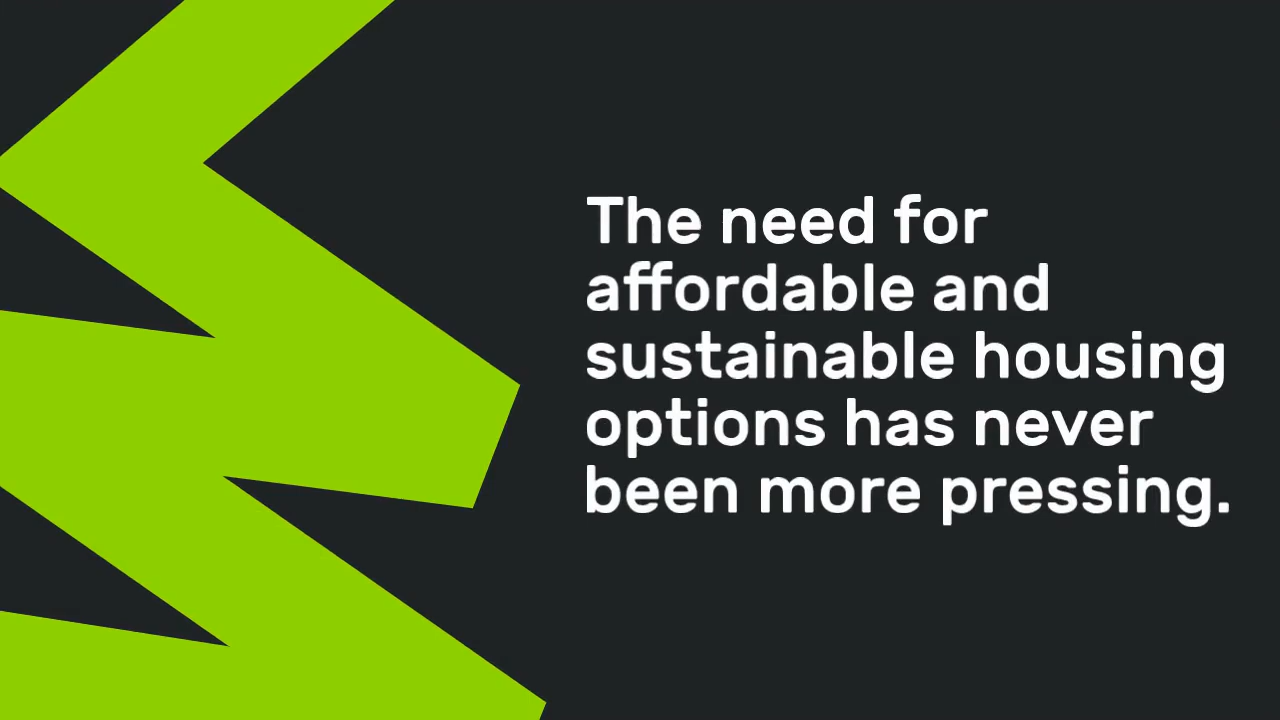 The need for
affordable and
sustainable housing
options has never
been more pressing.